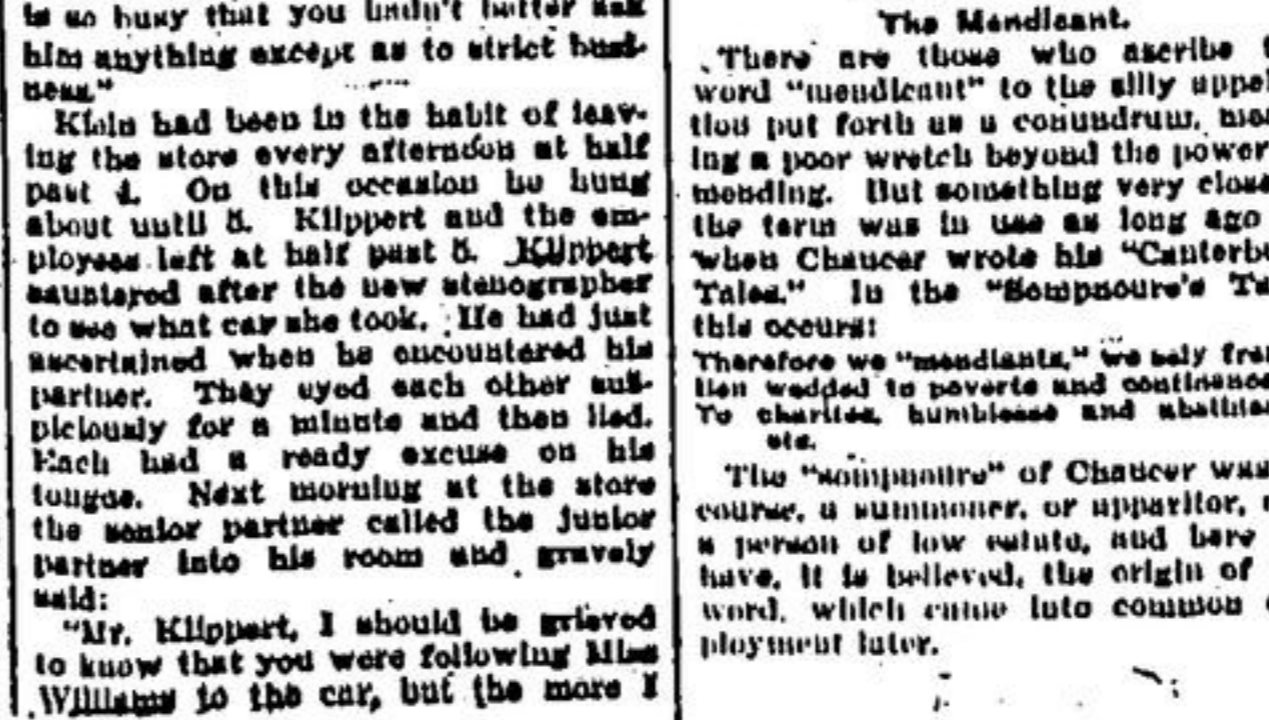 is so busy that you hadn't better ask
him anything except as to strict busi-
ness."
Klein had been in the habit of leav-
ing the store every afternoon at half
past 4. On this occasion he hung
about until 5. Klippert and the em-
ployees left at half past 5. Klippert
sauntered after the new stenographer
to see what car she took. He had just
ascertained when he encountered his
partner. They eyed each other sus-
piciously for a minute and then lied.
Each had a ready excuse on his
tongue. Next morning at the store
the senior partner called the junior
partner into his room and gravely
said:
"Mr. Klippert, I should be grieved
to know that you were following Miss
Williams to the car, but the more I
The Mendicant.
There are those who ascribe
word "mendicant" to the silly appel
tion put forth as a conundrum,
ing a poor wretch beyond the power
mending. But something very close
the term was in use as long ago
when Chaucer wrote his "Canterbu
Tales." In the "Sompnoure's Ta
this occurs:
Therefore we "mendiants," we sely fre
lien wedded to poverte and continence
To charitee, humblesse and
etc.
The "sompnoure" of Chaucer was
course, a summoner, or apparitor,
a person of low salute, and here
have, it is believed, the origin of
word, which came into common
ployment later.